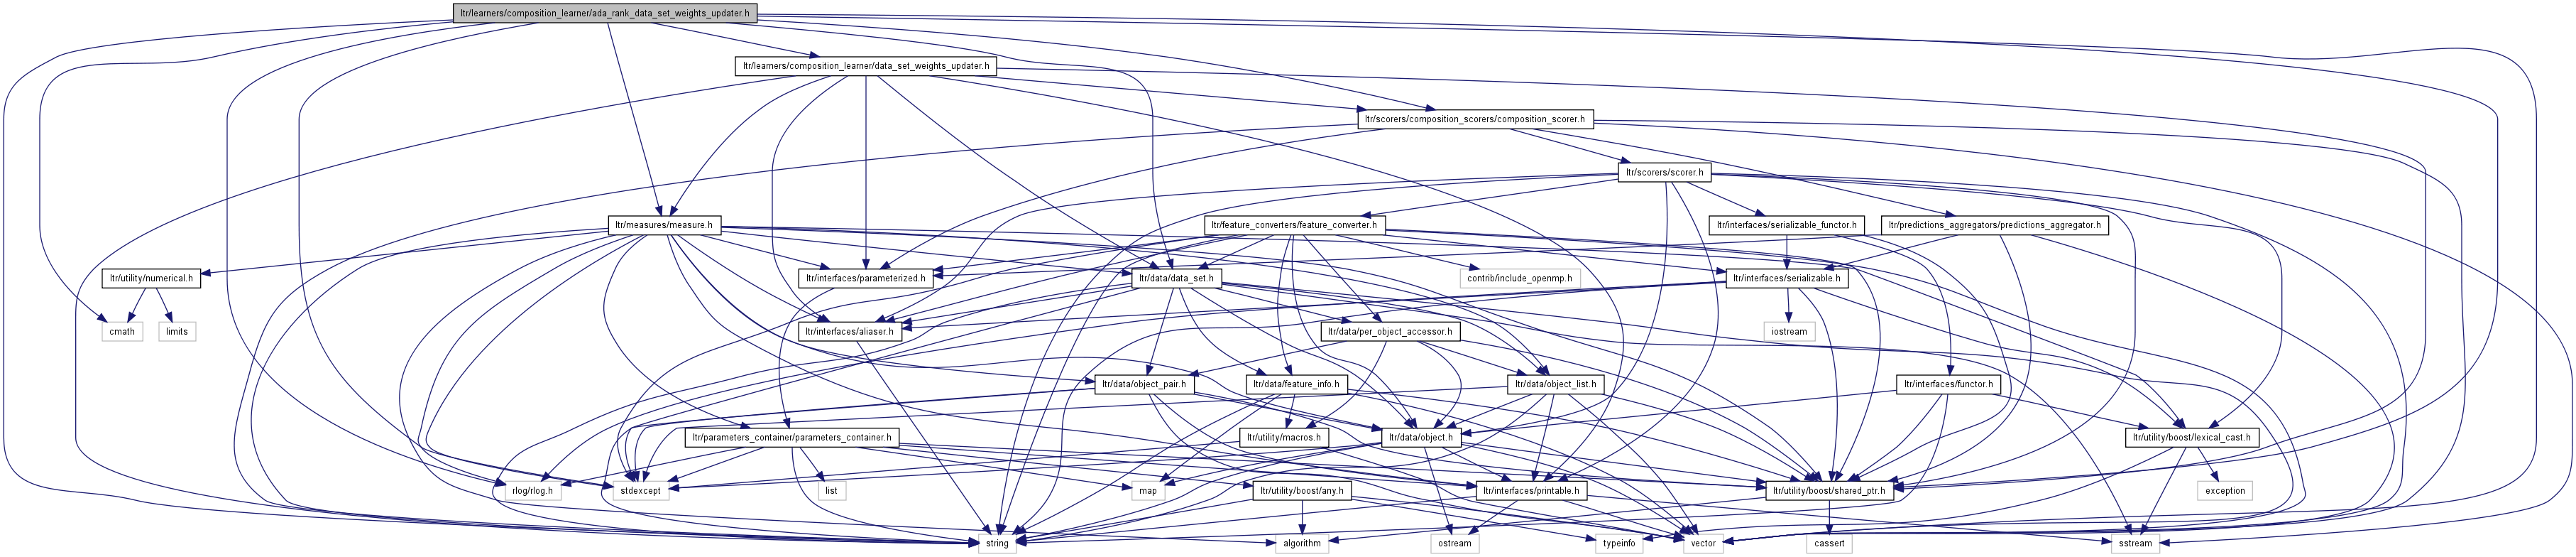 ltr/learners/composition_learner/ada_rank_data_set_weights_updater.h
ltr/learners/composition_learner/data_set_weights_updater.h
ltr/scorers/composition_scorers/composition_scorer.h
ltr/scorers/scorer.h
ltr/measures/measure.h
ltr/feature_converters/feature_converter.h
ltr/interfaces/serializable_functor.h
ltr/predictions_aggregators/predictions_aggregator.h
ltr/utility/numerical.h
ltr/interfaces/parameterized.h
ltr/data/data_set.h
contrib/include_openmp.h
ltr/interfaces/serializable.h
cmath
limits
ltr/interfaces/aliaser.h
ltr/data/per_object_accessor.h
iostream
ltr/data/object_pair.h
ltr/data/feature_info.h
ltr/data/object_list.h
ltr/interfaces/functor.h
ltr/parameters_container/parameters_container.h
ltr/utility/macros.h
ltr/data/object.h
ltr/utility/boost/lexical_cast.h
rlog/rlog.h
stdexcept
list
map
ltr/utility/boost/any.h
ltr/interfaces/printable.h
ltr/utility/boost/shared_ptr.h
exception
string
algorithm
ostream
typeinfo
vector
cassert
sstream